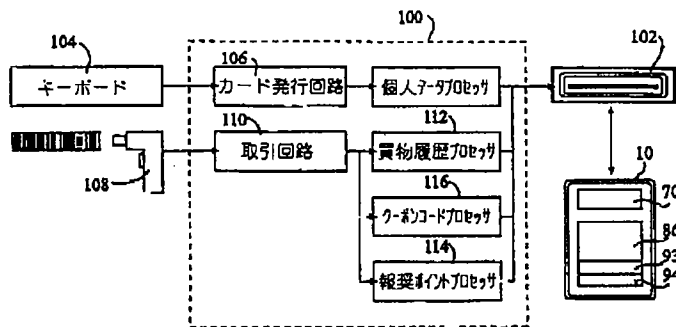 100
104
キーボード
106
カード発行回路
個人データプロセッサ
102
108
110
取引回路
112
買物履歴プロセッサ
116
クーポンコードプロセッサ
114
報奨ポイントプロセッサ
10
70
86
93
94